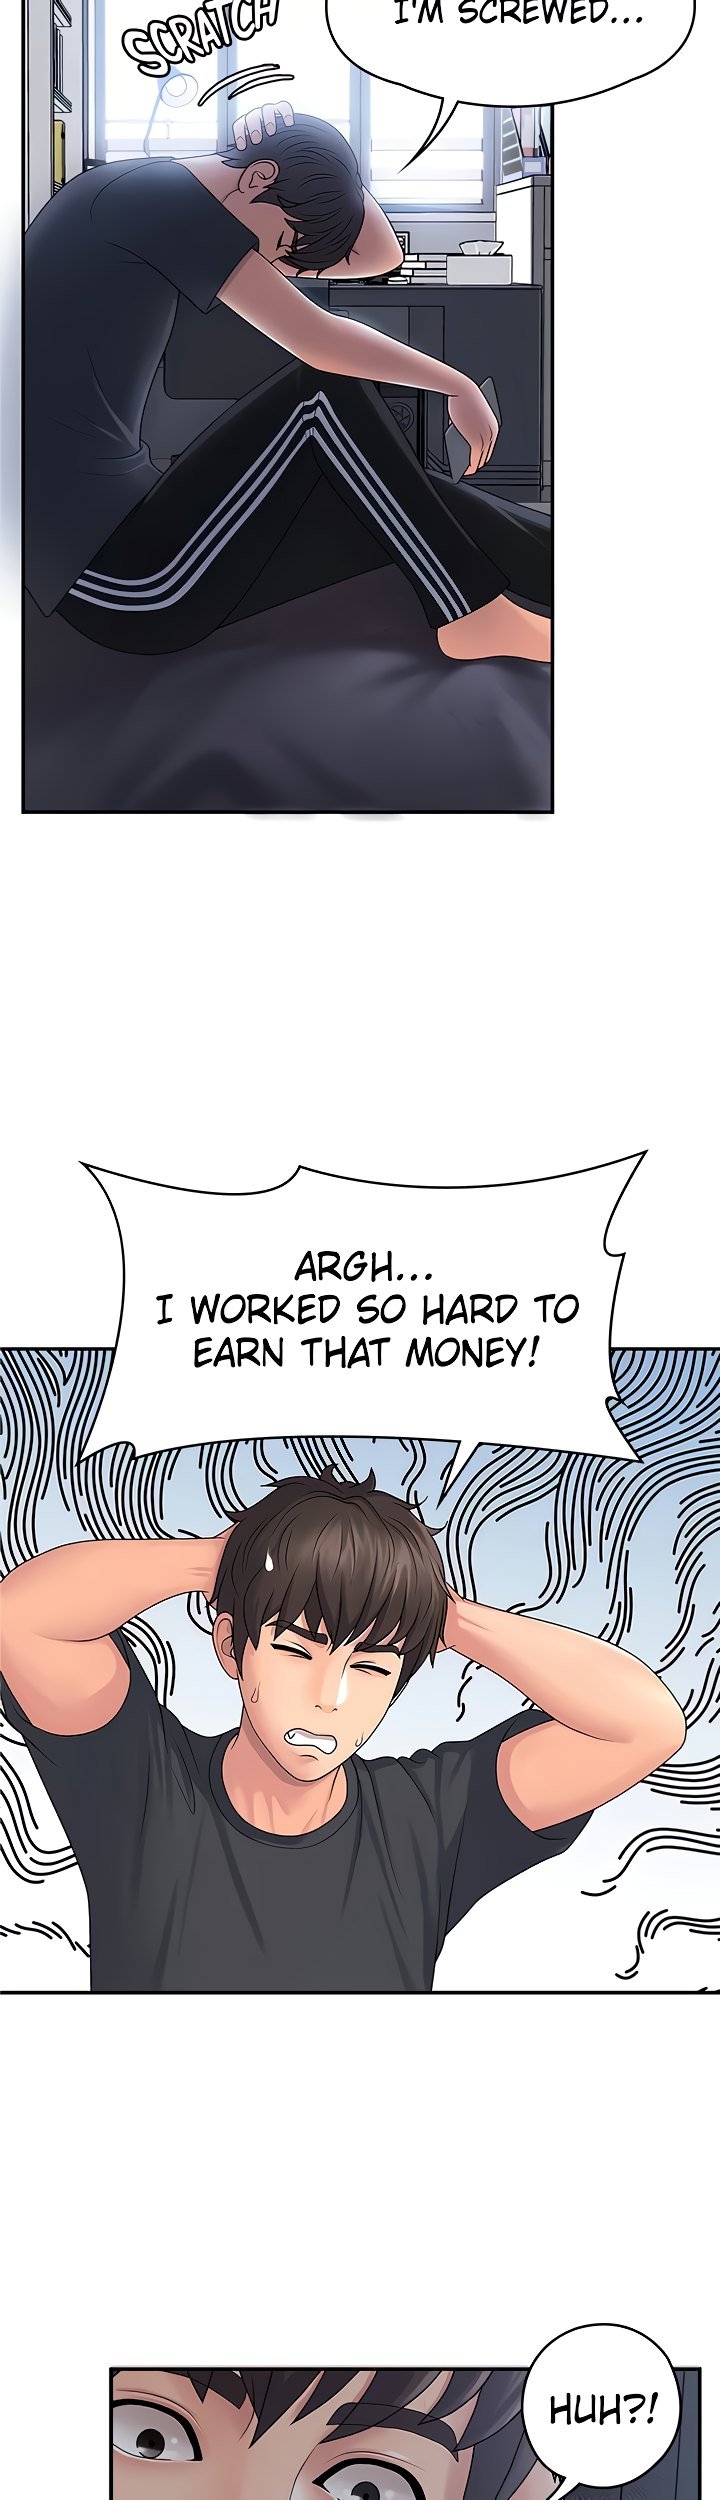 I'M SCREWED...
SCRATCH
ARGH...
I WORKED SO HARD TO
EARN THAT MONEY!
HUH?!